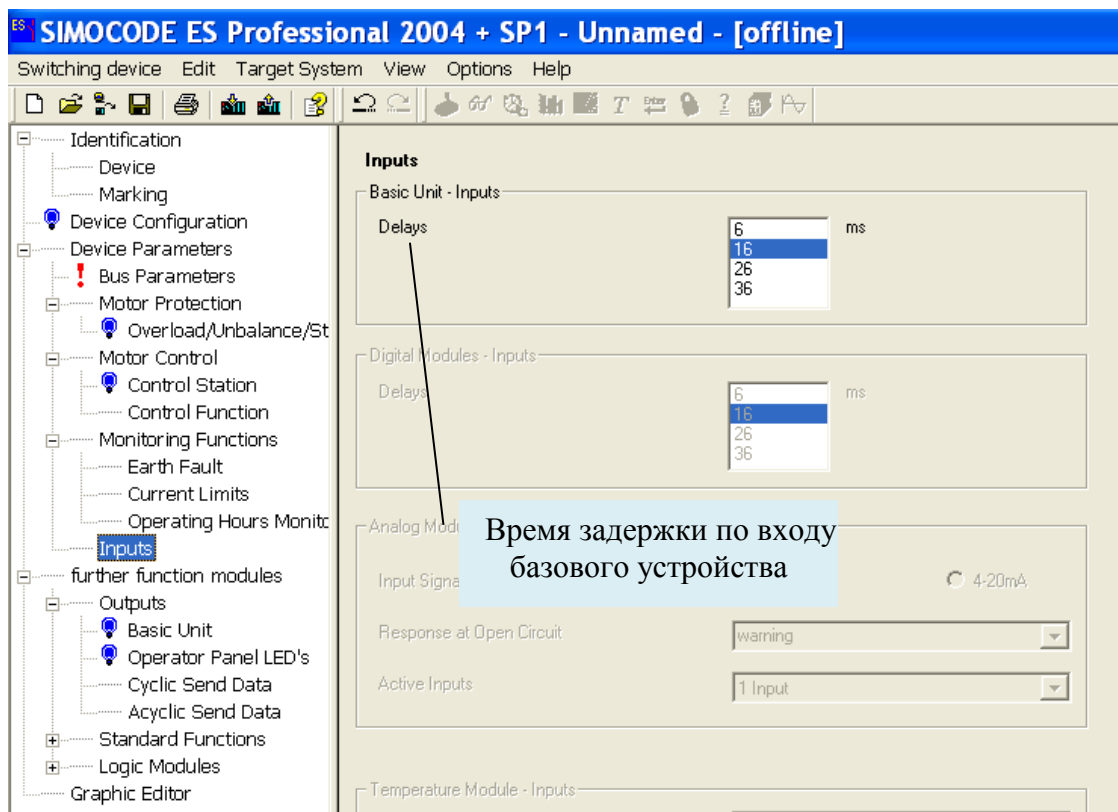 ES SIMOCODE ES Professional 2004 + SP1 - Unnamed - [offline]
Switching device Edit Target System View Options Help
Identification
Device
Marking
Device Configuration
Device Parameters
Bus Parameters
Motor Protection
Overload/Unbalance/St
Motor Control
Control Station
Control Function
Monitoring Functions
Earth Fault
Current Limits
Operating Hours Monitc
Inputs
further function modules
Outputs
Basic Unit
Operator Panel LED's
Cyclic Send Data
Acyclic Send Data
Standard Functions
Logic Modules
Graphic Editor
Inputs
Basic Unit - Inputs
Delays
6 ms
16
26
36
Digital Modules - Inputs
Delays
6 ms
16
26
36
Analog Modu
Время задержки по входу
базового устройства
Input Signa
4-20mA
Response at Open Circuit warning
Active Inputs 1 Input
Temperature Module - Inputs